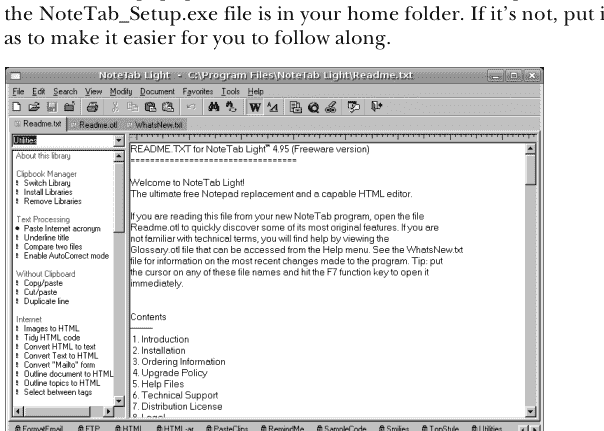 the NoteTab_Setup.exe file is in your home folder. If it's not, put i
as to make it easier for you to follow along.
NoteTab Light - C:\Program Files\NoteTab Light\Readme.txt
File Edit Search View Modify Document Favorites Tools Help
Readme.txt Readme.otl WhatsNew.txt
Utilities
About this library
Clipbook Manager
Switch Library
Install Libraries
Remove Libraries
Text Processing
Paste Internet acronym
Underline title
Compare two files
Enable AutoCorrect mode
Without Clipboard
Copy/paste
Cut/paste
Duplicate line
Internet
Images to HTML
Tidy HTML code
Convert HTML to text
Convert Text to HTML
Convert "Mailto" form
Outline document to HTML
Outline topics to HTML
Select between tags
README.TXT for NoteTab Light™ 4.95 (Freeware version)
==================================
Welcome to NoteTab Light!
The ultimate free Notepad replacement and a capable HTML editor.
If you are reading this file from your new NoteTab program, open the file
Readme.otl to quickly discover some of its most original features. If you are
not familiar with technical terms, you will find help by viewing the
Glossary.otl file that can be accessed from the Help menu. See the WhatsNew.txt
file for information on the most recent changes made to the program. Tip: put
the cursor on any of these file names and hit the F7 function key to open it
immediately.
Contents
--------
1. Introduction
2. Installation
3. Ordering Information
4. Upgrade Policy
5. Help Files
6. Technical Support
7. Distribution License
8. Legal
FormatEmail FTP HTML HTML-ar PasteClips RemindMe SampleCode Smilies TopStyle Utilities